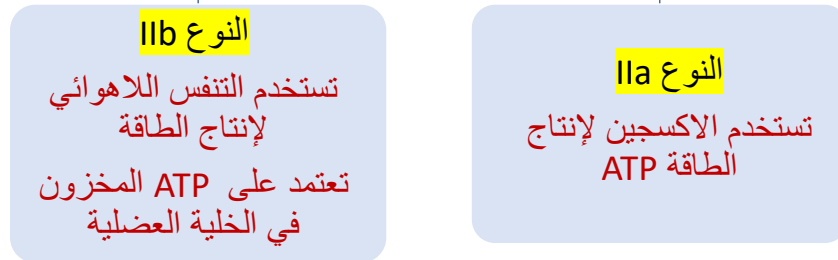 النوع IIa
تستخدم الاكسجين لإنتاج
الطاقة ATP
النوع IIb
تستخدم التنفس اللاهوائي
لإنتاج الطاقة
تعتمد على ATP المخزون
في الخلية العضلية